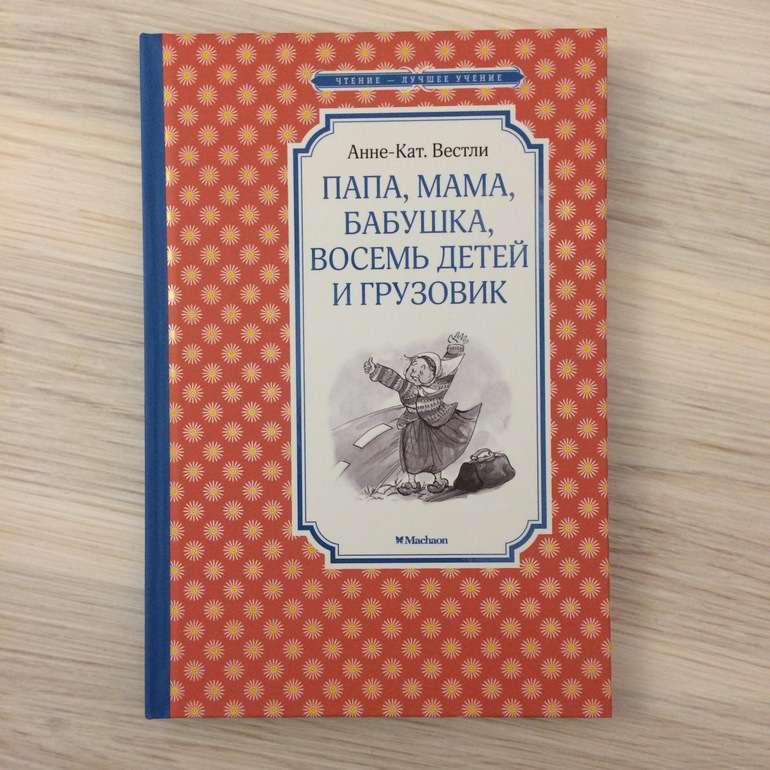 ЧТЕНИЕ — ЛУЧШЕЕ УЧЕНИЕ
Анне-Кат. Вестли
ПАПА, МАМА,
БАБУШКА,
ВОСЕМЬ ДЕТЕЙ
И ГРУЗОВИК
Machaon